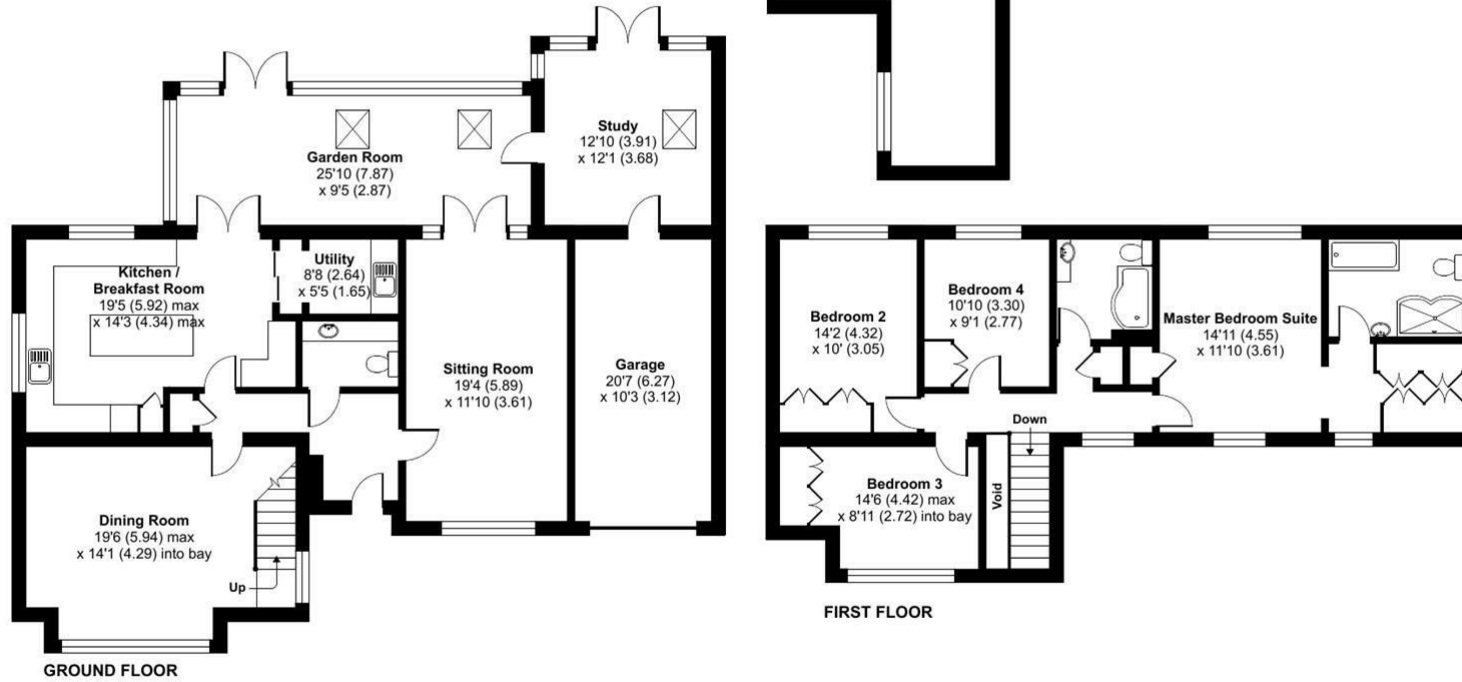 Study
12'10 (3.91)
x 12'1 (3.68)
Garden Room
25'10 (7.87)
x 9'5 (2.87)
Kitchen /
Breakfast Room
19'5 (5.92) max
x 14'3 (4.34) max
Utility
8'8 (2.64)
x 5'5 (1.65)
Sitting Room
19'4 (5.89)
x 11'10 (3.61)
Garage
20'7 (6.27)
x 10'3 (3.12)
Dining Room
19'6 (5.94) max
x 14'1 (4.29) into bay
Up
GROUND FLOOR
Bedroom 2
14'2 (4.32)
x 10' (3.05)
Bedroom 4
10'10 (3.30)
x 9'1 (2.77)
Master Bedroom Suite
14'11 (4.55)
x 11'10 (3.61)
Down
Void
Bedroom 3
14'6 (4.42) max
x 8'11 (2.72) into bay
FIRST FLOOR